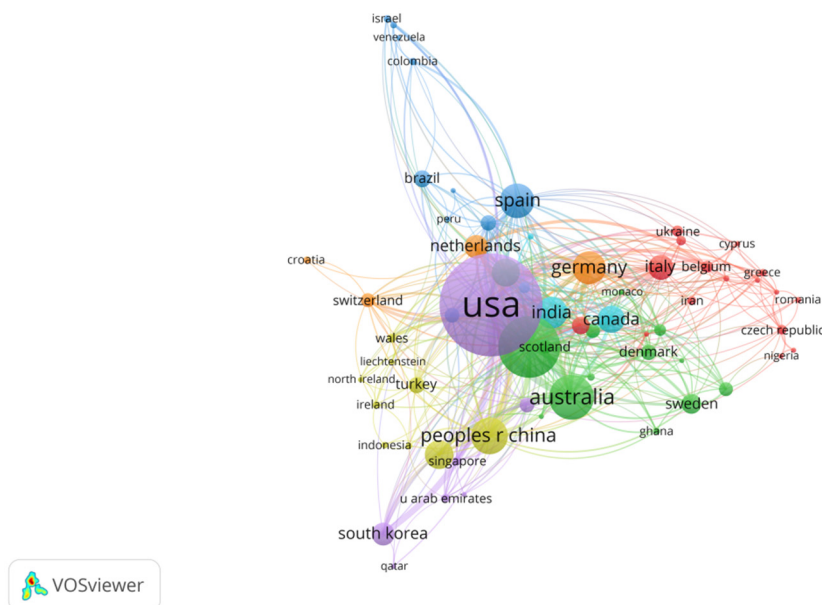 israel
venezuela
colombia
brazil
spain
peru
ukraine
netherlands
cyprus
croatia
germany
italy
belgium
greece
monaco
switzerland
usa
iran
romania
india
canada
czech republic
wales
scotland
denmark
nigeria
liechtenstein
north ireland
turkey
australia
ireland
sweden
ghana
peoples r china
indonesia
singapore
u arab emirates
south korea
qatar
VOSviewer